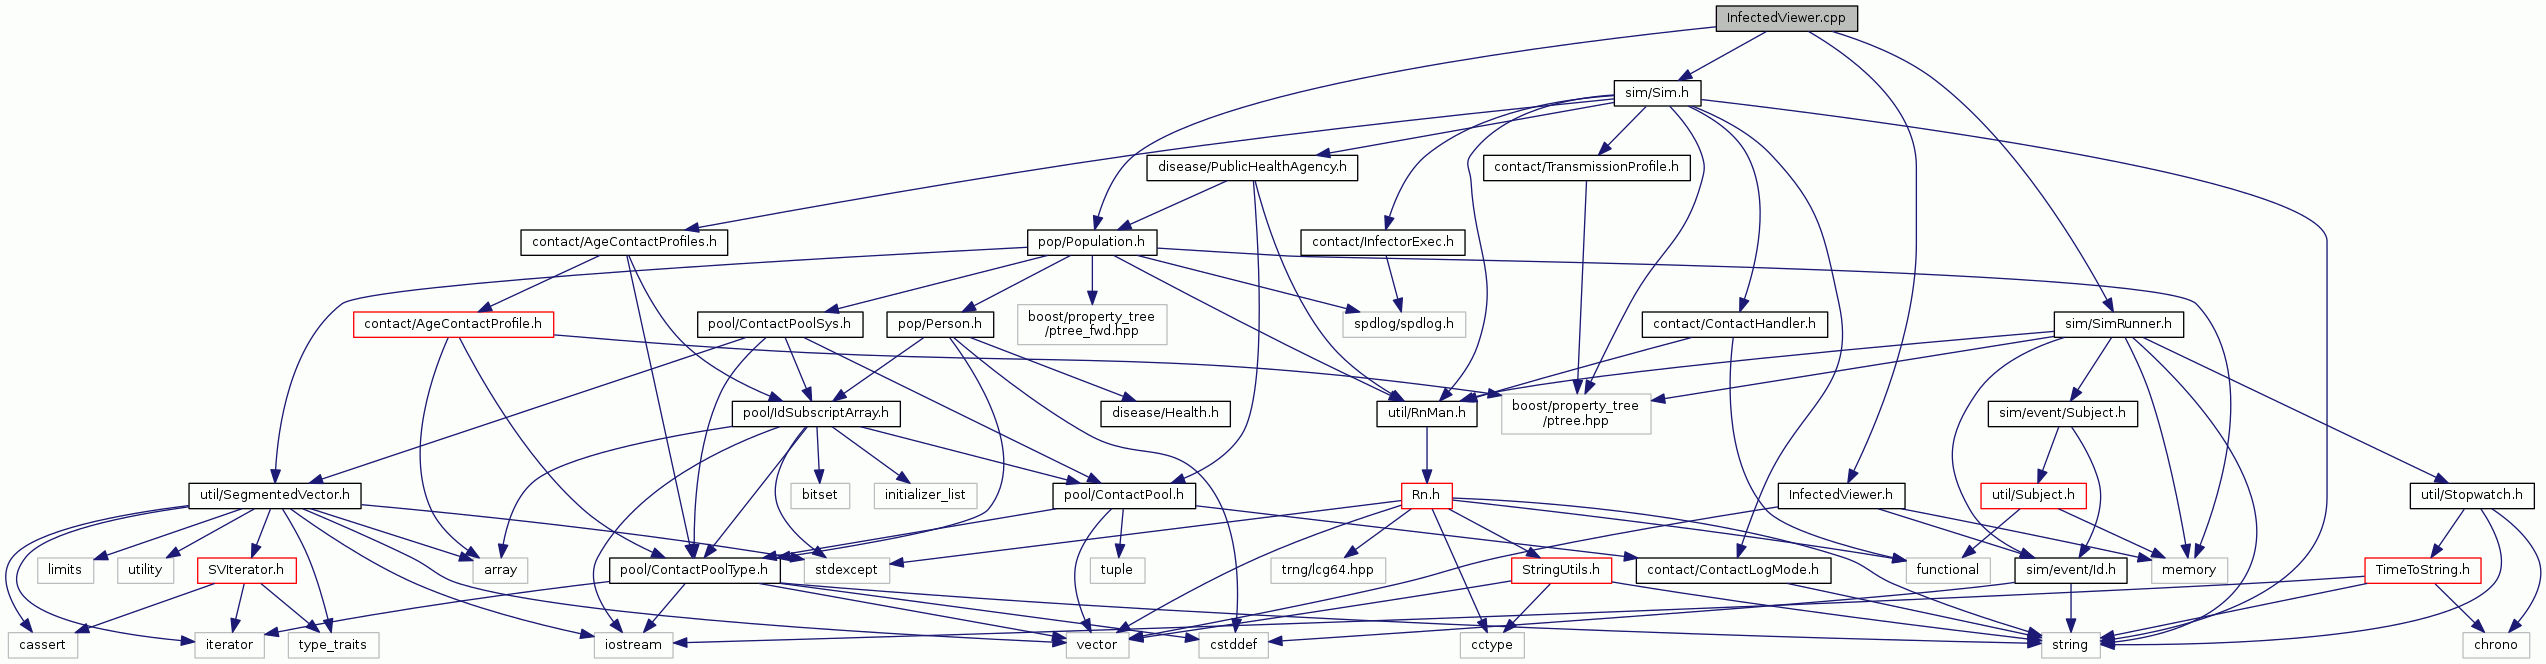 InfectedViewer.cpp
sim/Sim.h
disease/PublicHealthAgency.h
contact/TransmissionProfile.h
contact/AgeContactProfiles.h
pop/Population.h
contact/InfectorExec.h
contact/AgeContactProfile.h
pool/ContactPoolSys.h
pop/Person.h
boost/property_tree
/ptree_fwd.hpp
spdlog/spdlog.h
contact/ContactHandler.h
sim/SimRunner.h
pool/IdSubscriptArray.h
disease/Health.h
util/RnMan.h
boost/property_tree
/ptree.hpp
sim/event/Subject.h
util/SegmentedVector.h
bitset
initializer_list
pool/ContactPool.h
Rn.h
InfectedViewer.h
util/Subject.h
util/Stopwatch.h
limits
utility
SVIterator.h
array
pool/ContactPoolType.h
stdexcept
tuple
trng/lcg64.hpp
StringUtils.h
contact/ContactLogMode.h
functional
sim/event/Id.h
memory
TimeToString.h
cassert
iterator
type_traits
iostream
vector
cstddef
cctype
string
chrono